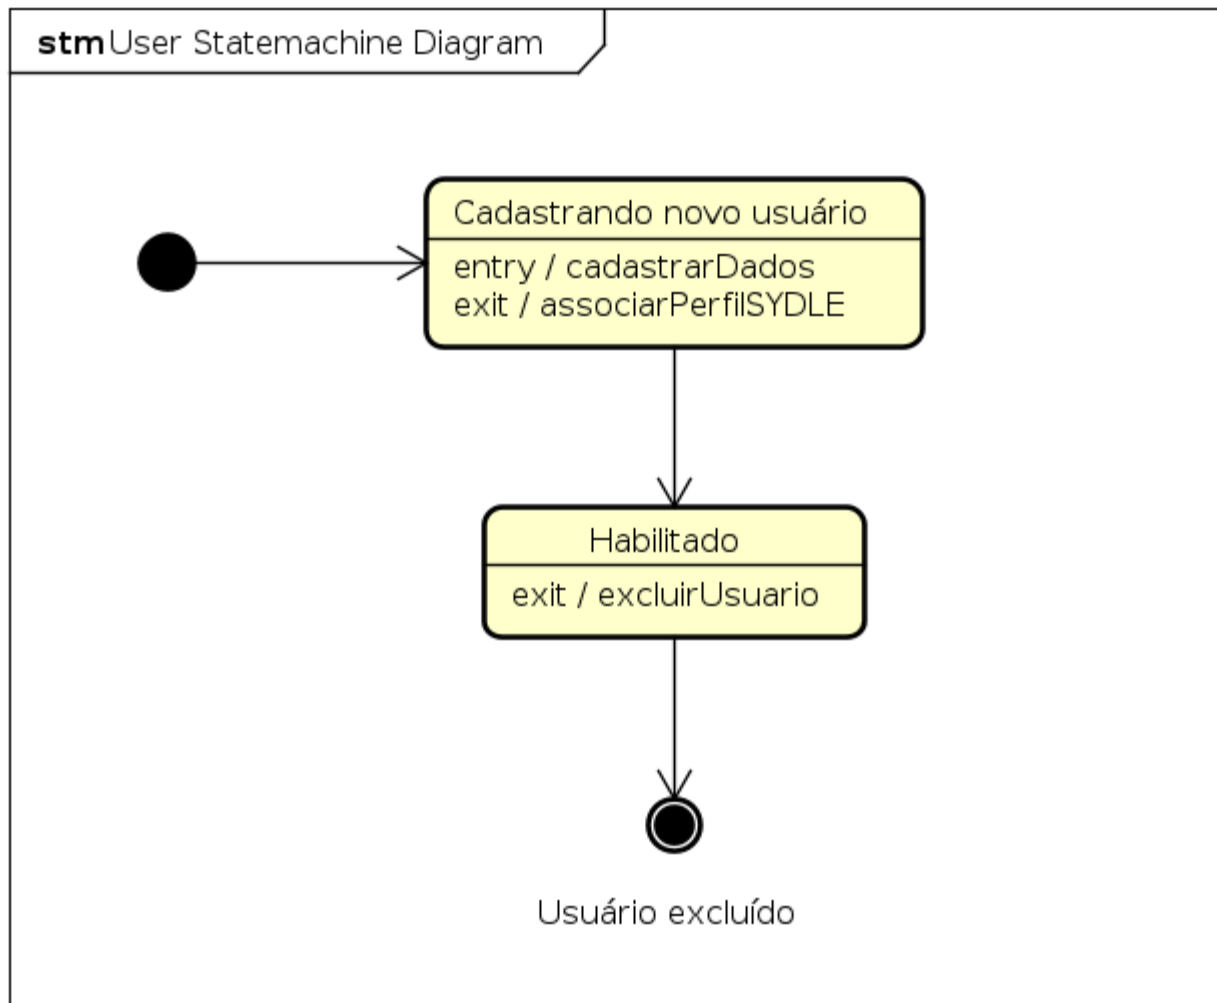 stm User Statemachine Diagram
Cadastrando novo usuário
entry / cadastrarDados
exit / associarPerfilSYDLE
Habilitado
exit / excluirUsuario
Usuário excluído